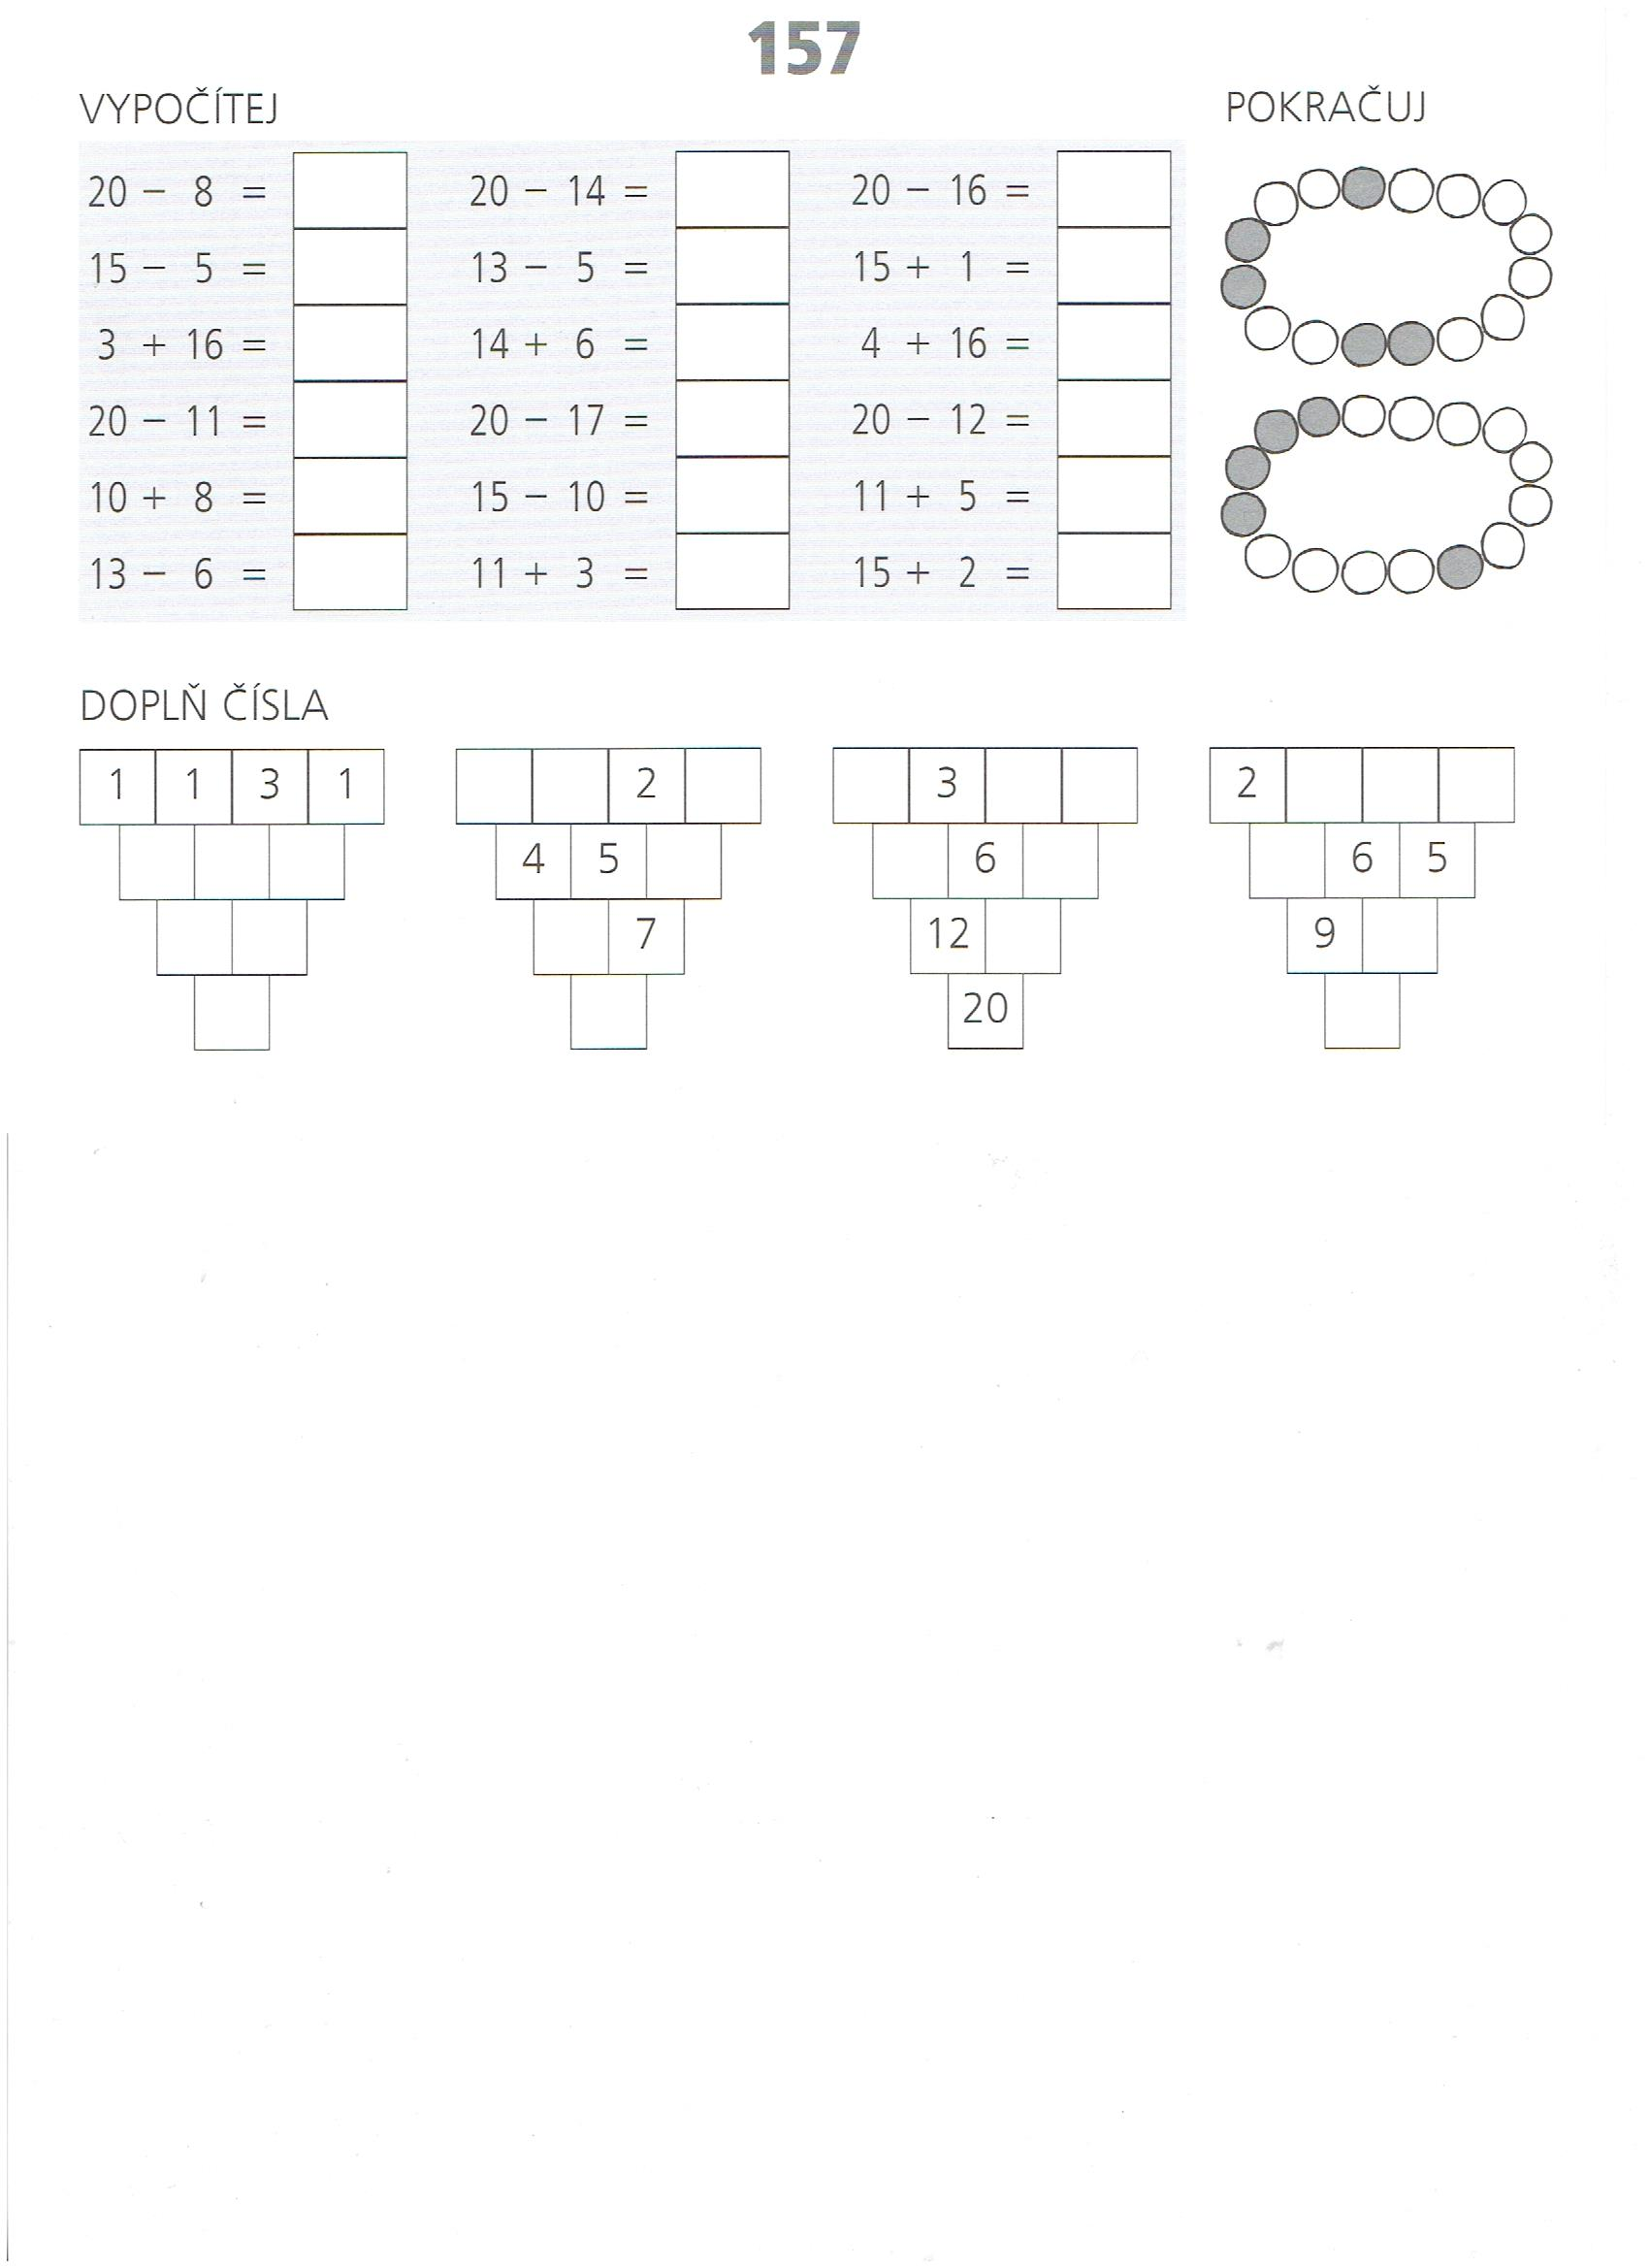 157
VYPOČÍTEJ
20 − 8 =
15 − 5 =
3 + 16 =
20 − 11 =
10 + 8 =
13 − 6 =
20 − 14 =
13 − 5 =
14 + 6 =
20 − 17 =
15 − 10 =
11 + 3 =
20 − 16 =
15 + 1 =
4 + 16 =
20 − 12 =
11 + 5 =
15 + 2 =
POKRAČUJ
DOPLŇ ČÍSLA
1 1 3 1
2
4 5
7
3
6
12
20
2
6 5
9